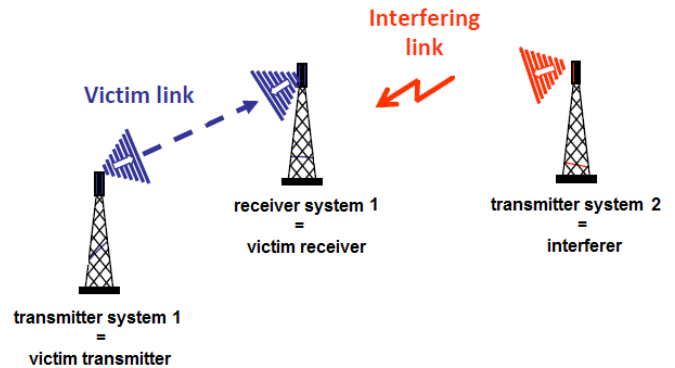 Interfering
link
Victim link
receiver system 1
=
victim receiver
transmitter system 2
=
interferer
transmitter system 1
=
victim transmitter